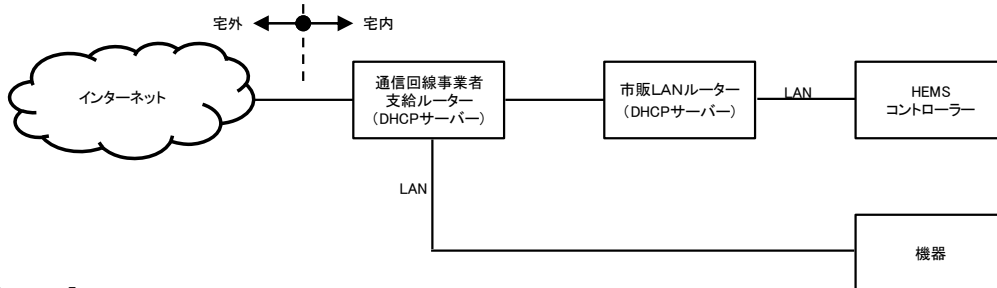 宅外
宅内
インターネット
通信回線事業者
支給ルーター
(DHCPサーバー)
市販LANルーター
(DHCPサーバー)
LAN
HEMS
コントローラー
LAN
機器